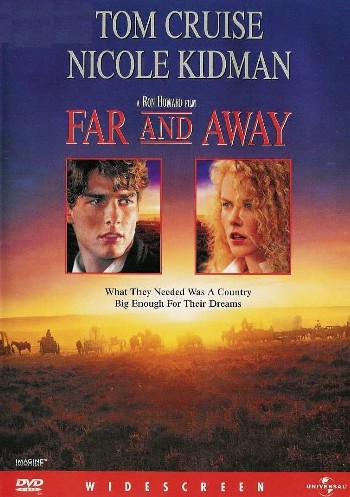 TOM CRUISE
NICOLE KIDMAN
A RON HOWARD FILM
FAR AND AWAY
What They Needed Was A Country
Big Enough For Their Dreams
IMAGINE
DVD
WIDESCREEN
UNIVERSAL